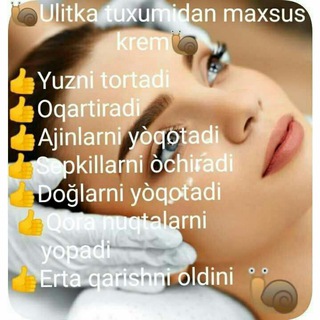 🐌Ulitka tuxumidan maxsus
krem🐌
👍Yuzni tortadi
👍Oqartiradi
👍Ajinlarni yòqotadi
👍Sepkillarni òchiradi
👍Doğlarni yòqotadi
👍Qora nuqtalarni
yopadi
👍Erta qarishni oldini 🐌